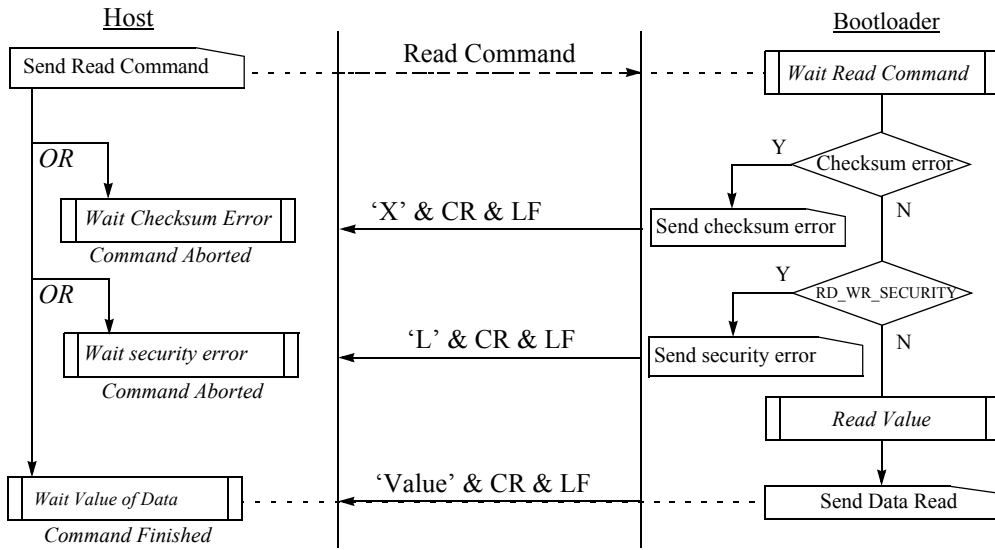 Host
Bootloader
Send Read Command
Read Command
Wait Read Command
OR
Y
Checksum error
N
Wait Checksum Error
‘X’ & CR & LF
Send checksum error
Command Aborted
OR
Y
RD_WR_SECURITY
N
Wait security error
‘L’ & CR & LF
Send security error
Command Aborted
Read Value
Wait Value of Data
‘Value’ & CR & LF
Send Data Read
Command Finished